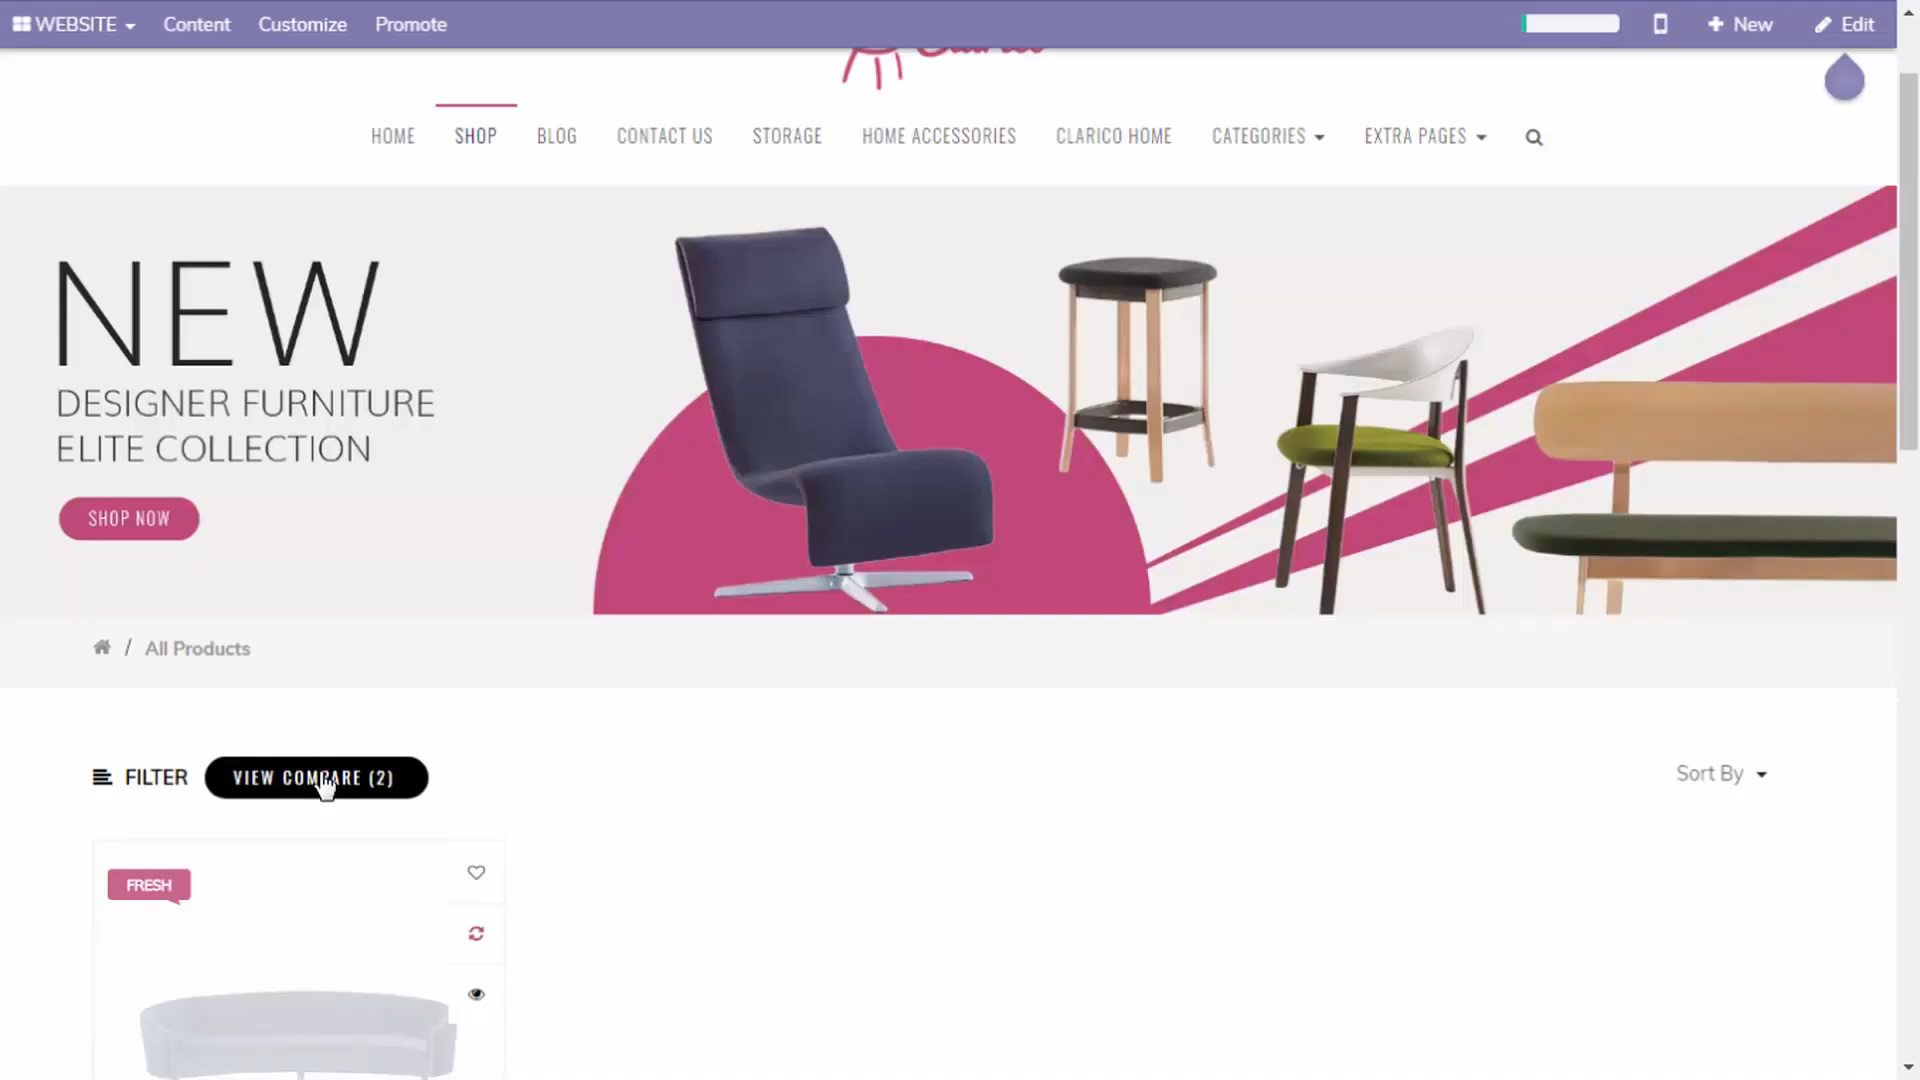 WEBSITE Content Customize Promote New Edit
HOME SHOP BLOG CONTACT US STORAGE HOME ACCESSORIES CLARICO HOME CATEGORIES EXTRA PAGES
NEW
DESIGNER FURNITURE
ELITE COLLECTION
SHOP NOW
/ All Products
FILTER VIEW COMPARE (2) Sort By
FRESH